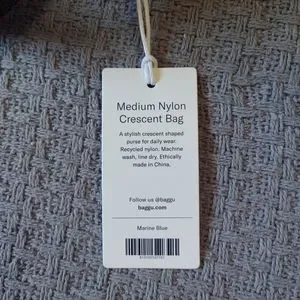 Medium Nylon
Crescent Bag
A stylish crescent shaped
purse for daily wear.
Recycled nylon. Machine
wash, line dry. Ethically
made in China.
Follow us @baggu
baggu.com
Marine Blue